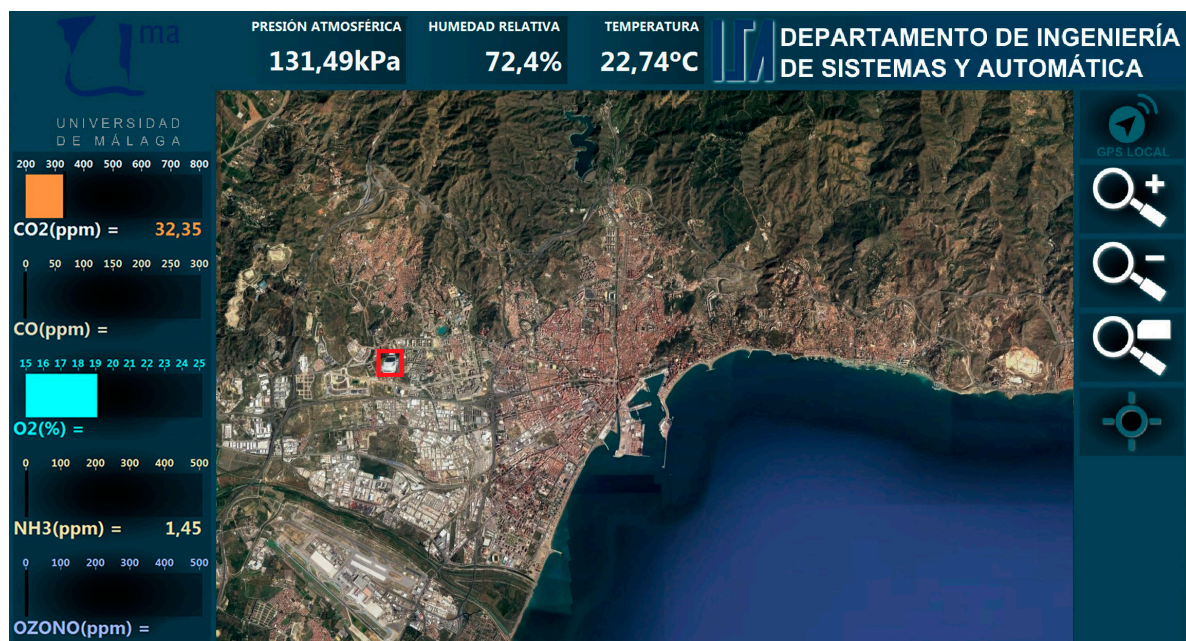 ma
UNIVERSIDAD
DE MÁLAGA
PRESIÓN ATMOSFÉRICA
131,49kPa
HUMEDAD RELATIVA
72,4%
TEMPERATURA
22,74ºC
DEPARTAMENTO DE INGENIERÍA
DE SISTEMAS Y AUTOMÁTICA
200 300 400 500 600 700 800
CO2(ppm) = 32,35
0 50 100 150 200 250 300
CO(ppm) =
15 16 17 18 19 20 21 22 23 24 25
O2(%) =
0 100 200 300 400 500
NH3(ppm) = 1,45
0 100 200 300 400 500
OZONO(ppm) =
GPS LOCAL